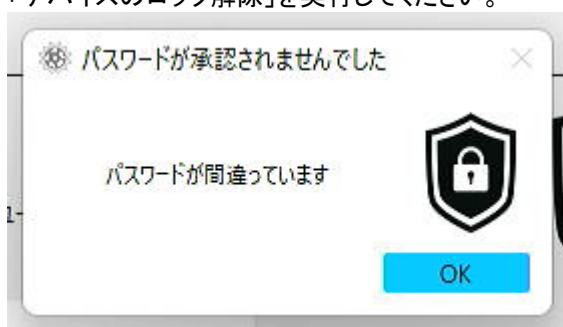 デバイスのロック解除」を実行してください。
パスワードが承認されませんでした
パスワードが間違っています
OK